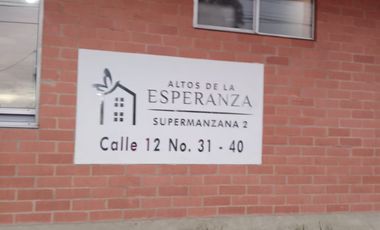 ALTOS DE LA
ESPERANZA
SUPERMANZANA 2
Calle 12 No. 31 - 40